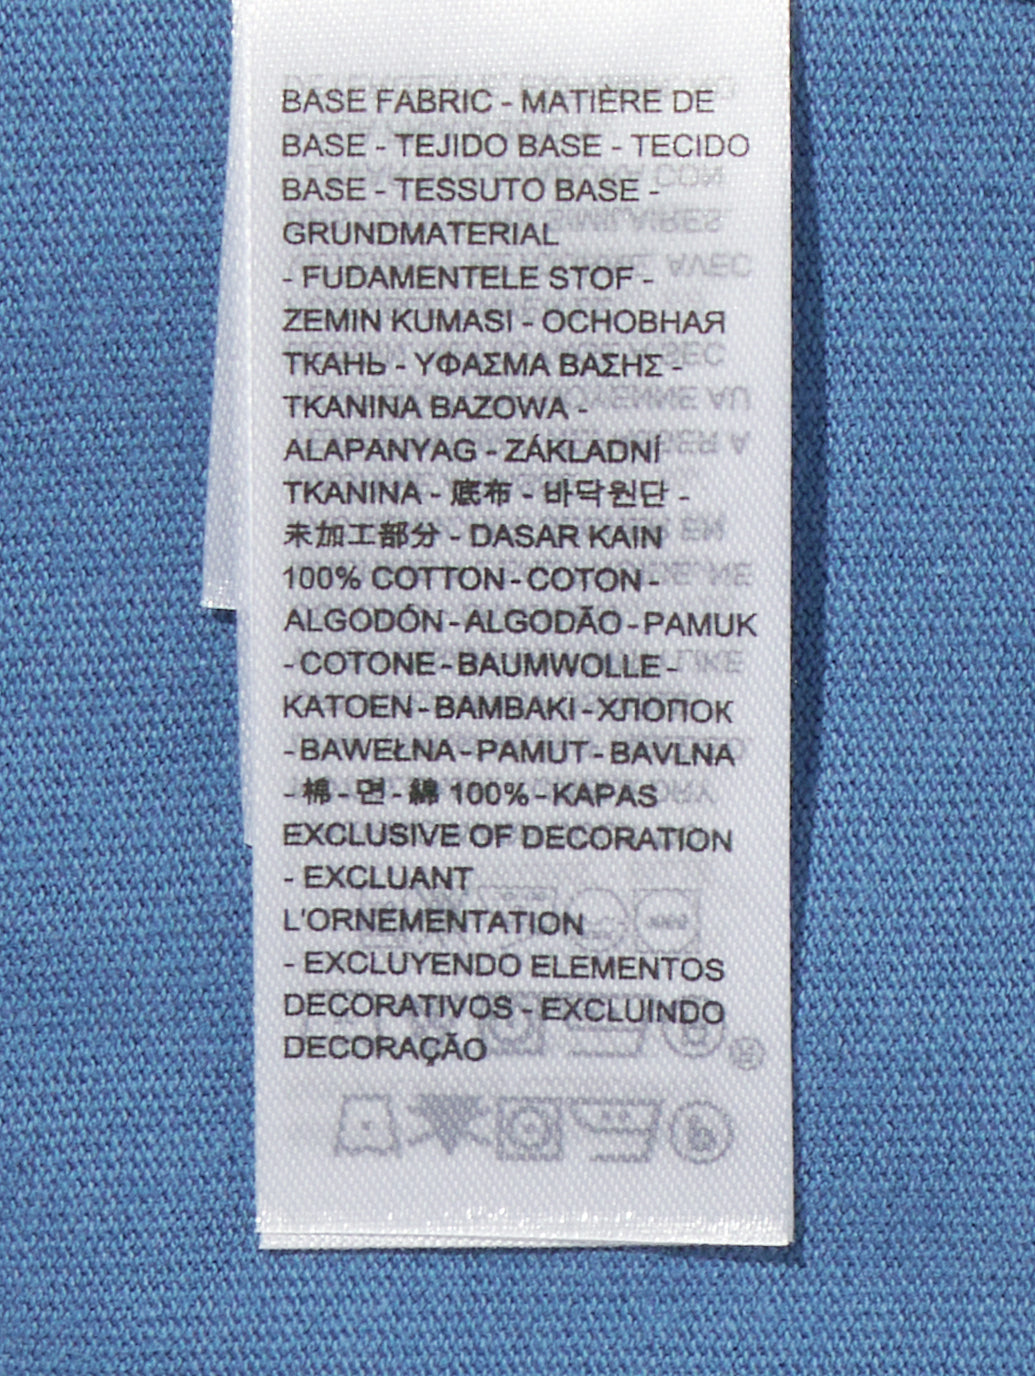 BASE FABRIC - MATIÈRE DE
BASE - TEJIDO BASE - TECIDO
BASE - TESSUTO BASE -
GRUNDMATERIAL
- FUDAMENTELE STOF -
ZEMIN KUMASI - ОСНОВНАЯ
ТКАНЬ - ΥΦΑΣΜΑ ΒΑΣΗΣ -
TKANINA BAZOWA -
ALAPANYAG - ZÁKLADNÍ
TKANINA - 底布 - 바닥원단 -
未加工部分 - DASAR KAIN
100% COTTON - COTON -
ALGODÓN - ALGODÃO - PAMUK
- COTONE - BAUMWOLLE -
KATOEN - BAMBAKI - ХЛОПОК
- BAWEŁNA - PAMUT - BAVLNA
- 棉 - 면 - 綿 100% - KAPAS
EXCLUSIVE OF DECORATION
- EXCLUANT
L'ORNEMENTATION
- EXCLUYENDO ELEMENTOS
DECORATIVOS - EXCLUINDO
DECORAÇÃO